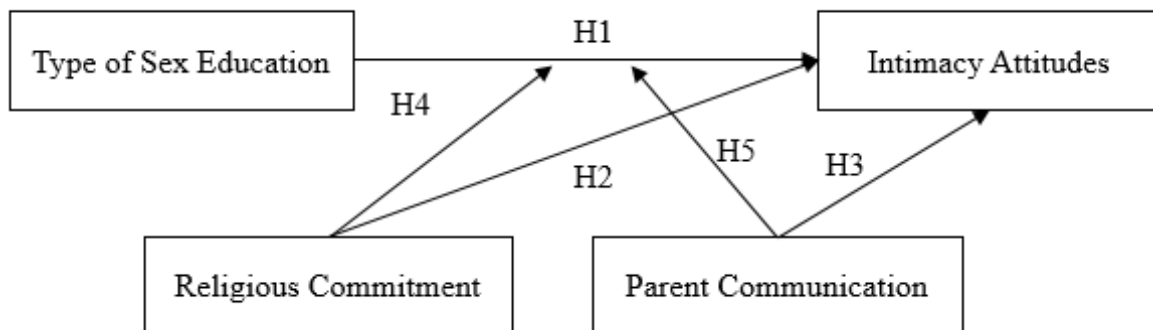 H1
Type of Sex Education
Intimacy Attitudes
H4
H5
H3
H2
Religious Commitment
Parent Communication